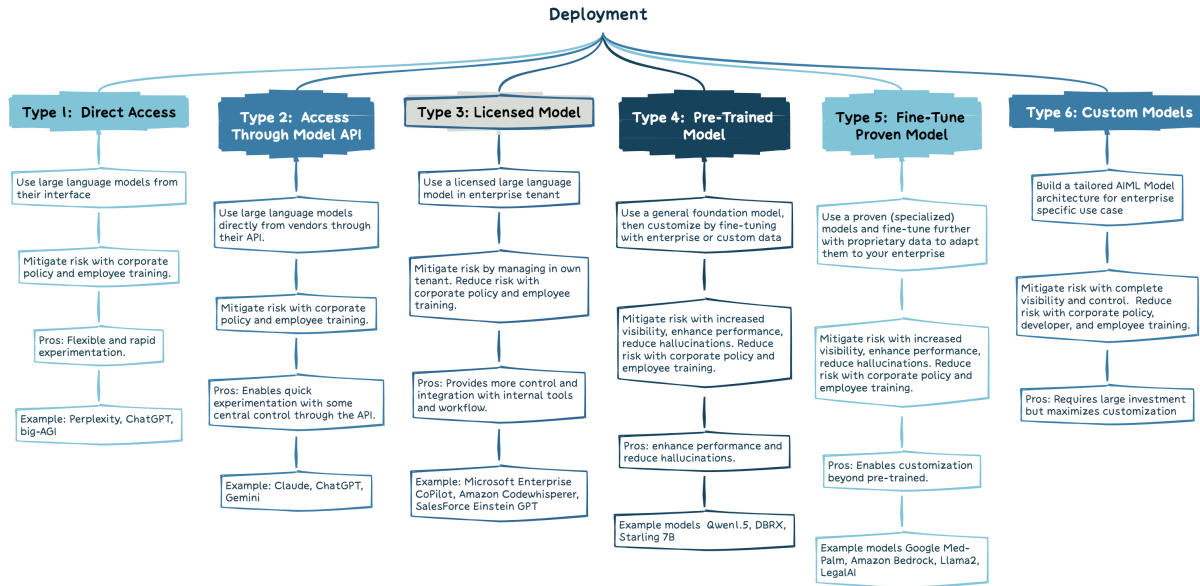 Deployment
Type 1:  Direct Access
Use large language models from
their interface
Mitigate risk with corporate
policy and employee training.
Pros: Flexible and rapid
experimentation.
Example: Perplexity, ChatGPT,
big-AGI
Type 2:  Access
Through Model API
Use large language models
directly from vendors through
their API.
Mitigate risk with corporate
policy and employee training.
Pros: Enables quick
experimentation with some
central control through the API.
Example: Claude, ChatGPT,
Gemini
Type 3: Licensed Model
Use a licensed large language
model in enterprise tenant
Mitigate risk by managing in own
tenant. Reduce risk with
corporate policy and employee
training.
Pros: Provides more control and
integration with internal tools
and workflow.
Example: Microsoft Enterprise
CoPilot, Amazon Codewhisperer,
SalesForce Einstein GPT
Type 4:  Pre-Trained
Model
Use a general foundation model,
then customize by fine-tuning
with enterprise or custom data
Mitigate risk with increased
visibility, enhance performance,
reduce hallucinations. Reduce
risk with corporate policy and
employee training.
Pros: enhance performance and
reduce hallucinations.
Example models  Qwen1.5, DBRX,
Starling 7B
Type 5:  Fine-Tune
Proven Model
Use a proven (specialized)
models and fine-tune further
with proprietary data to adapt
them to your enterprise
Mitigate risk with increased
visibility, enhance performance,
reduce hallucinations. Reduce
risk with corporate policy and
employee training.
Pros: Enables customization
beyond pre-trained.
Example models Google Med-
Palm, Amazon Bedrock, Llama2,
LegalAI
Type 6: Custom Models
Build a tailored AIML Model
architecture for enterprise
specific use case
Mitigate risk with complete
visibility and control.  Reduce
risk with corporate policy,
developer, and employee training.
Pros: Requires large investment
but maximizes customization